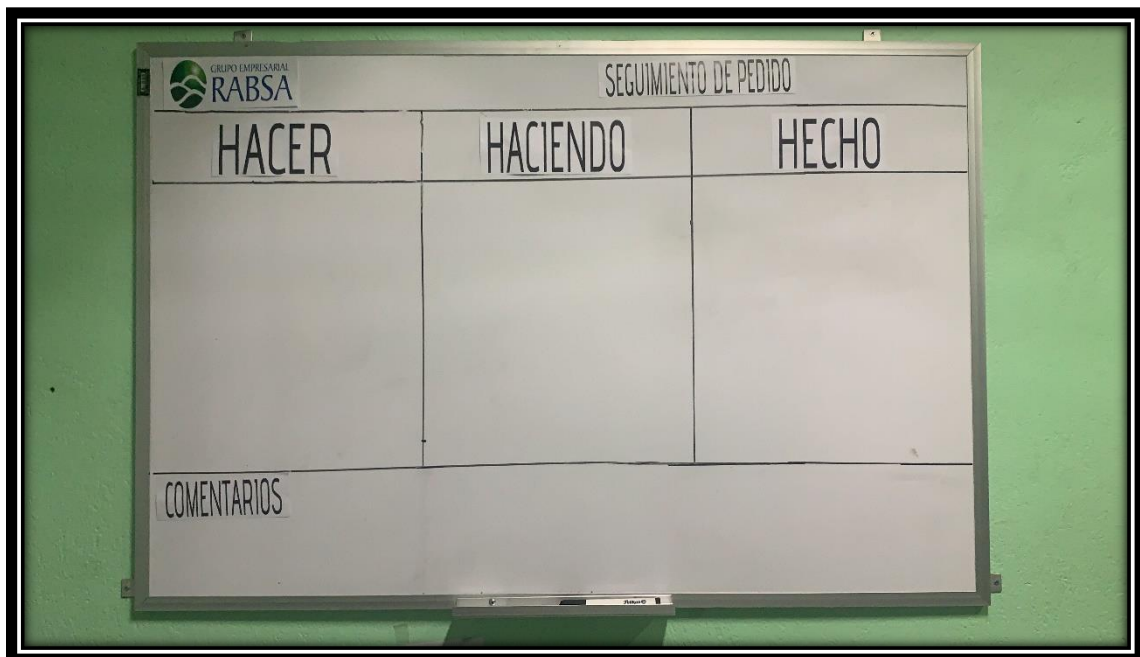 GRUPO EMPRESARIAL
RABSA
SEGUIMIENTO DE PEDIDO
HACER
HACIENDO
HECHO
COMENTARIOS